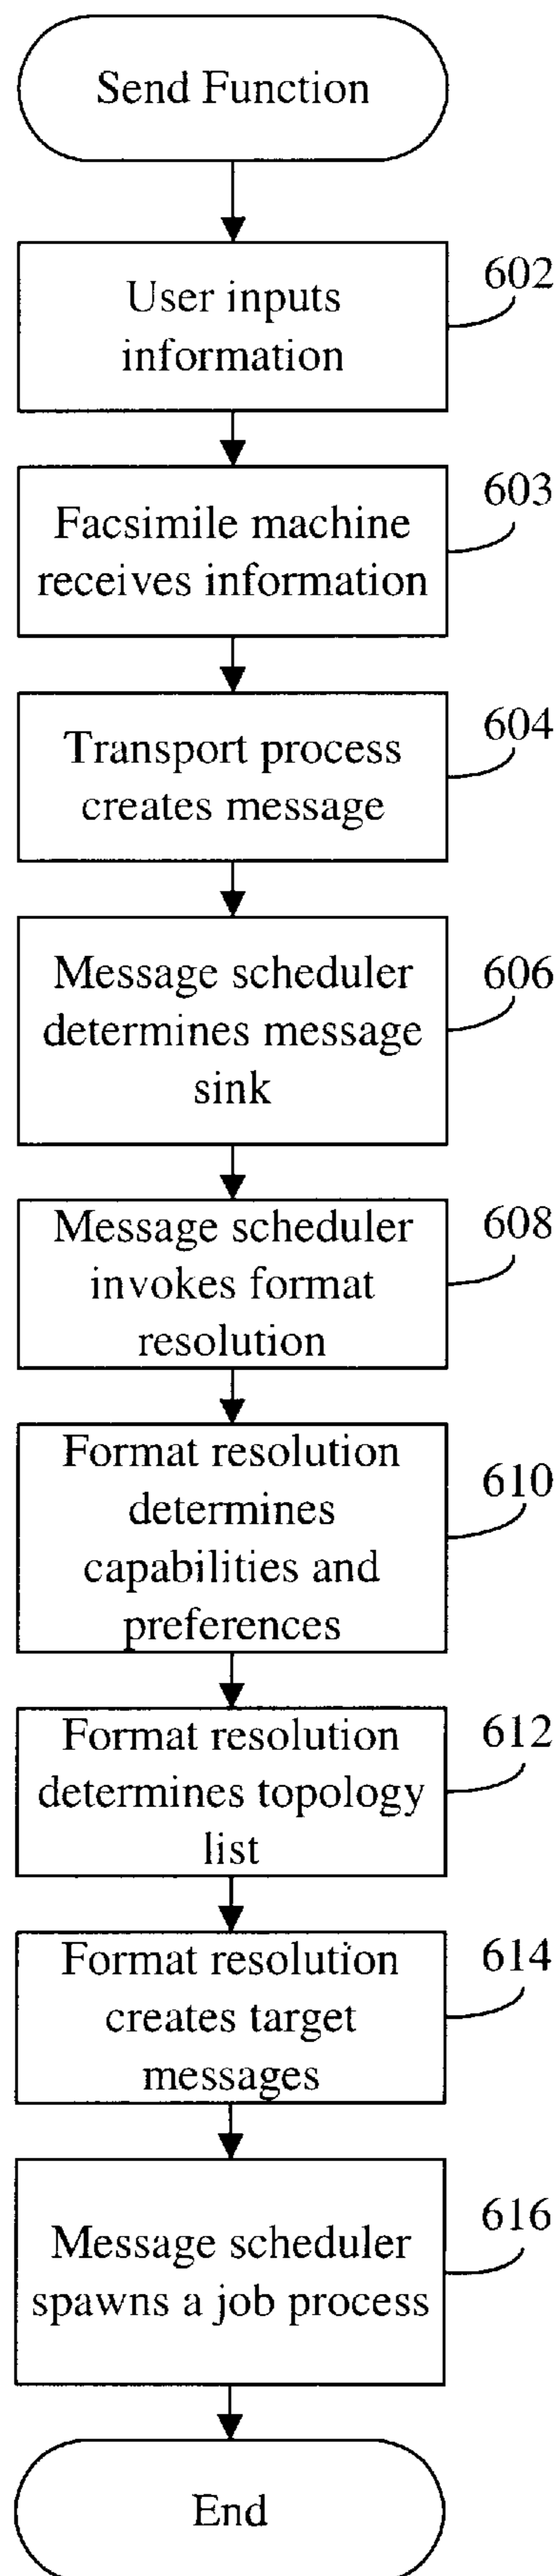 Send Function
User inputs
information
602
Facsimile machine
receives information
603
Transport process
creates message
604
Message scheduler
determines message
sink
606
Message scheduler
invokes format
resolution
608
Format resolution
determines
capabilities and
preferences
610
Format resolution
determines topology
list
612
Format resolution
creates target
messages
614
Message scheduler
spawns a job process
616
End